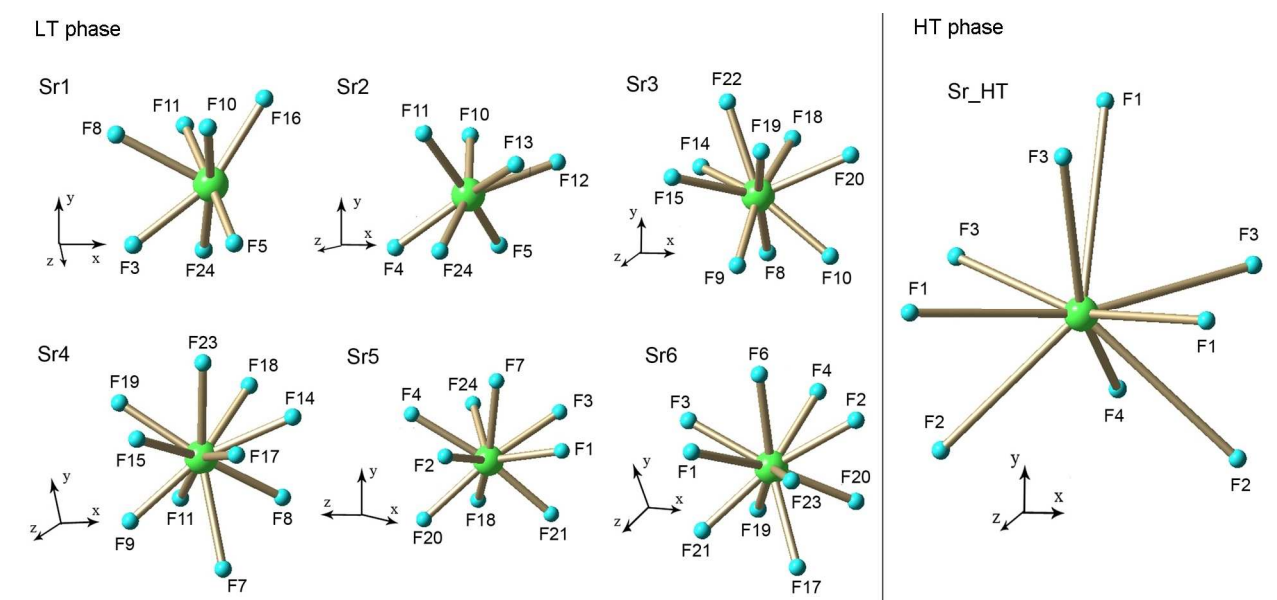 LT phase
HT phase
Sr1
F11
F10
F16
F8
F3
F24
F5
y
x
z
Sr2
F11
F10
F13
F12
F4
F24
F5
y
x
z
Sr3
F22
F19
F18
F14
F20
F15
F9
F8
F10
y
x
z
Sr_HT
F1
F3
F3
F3
F1
F1
F4
F2
F2
y
x
z
Sr4
F23
F18
F19
F14
F15
F17
F11
F8
F9
F7
y
x
z
Sr5
F7
F24
F4
F3
F2
F1
F18
F20
F21
y
x
z
Sr6
F6
F4
F3
F2
F1
F20
F23
F19
F21
F17
y
x
z